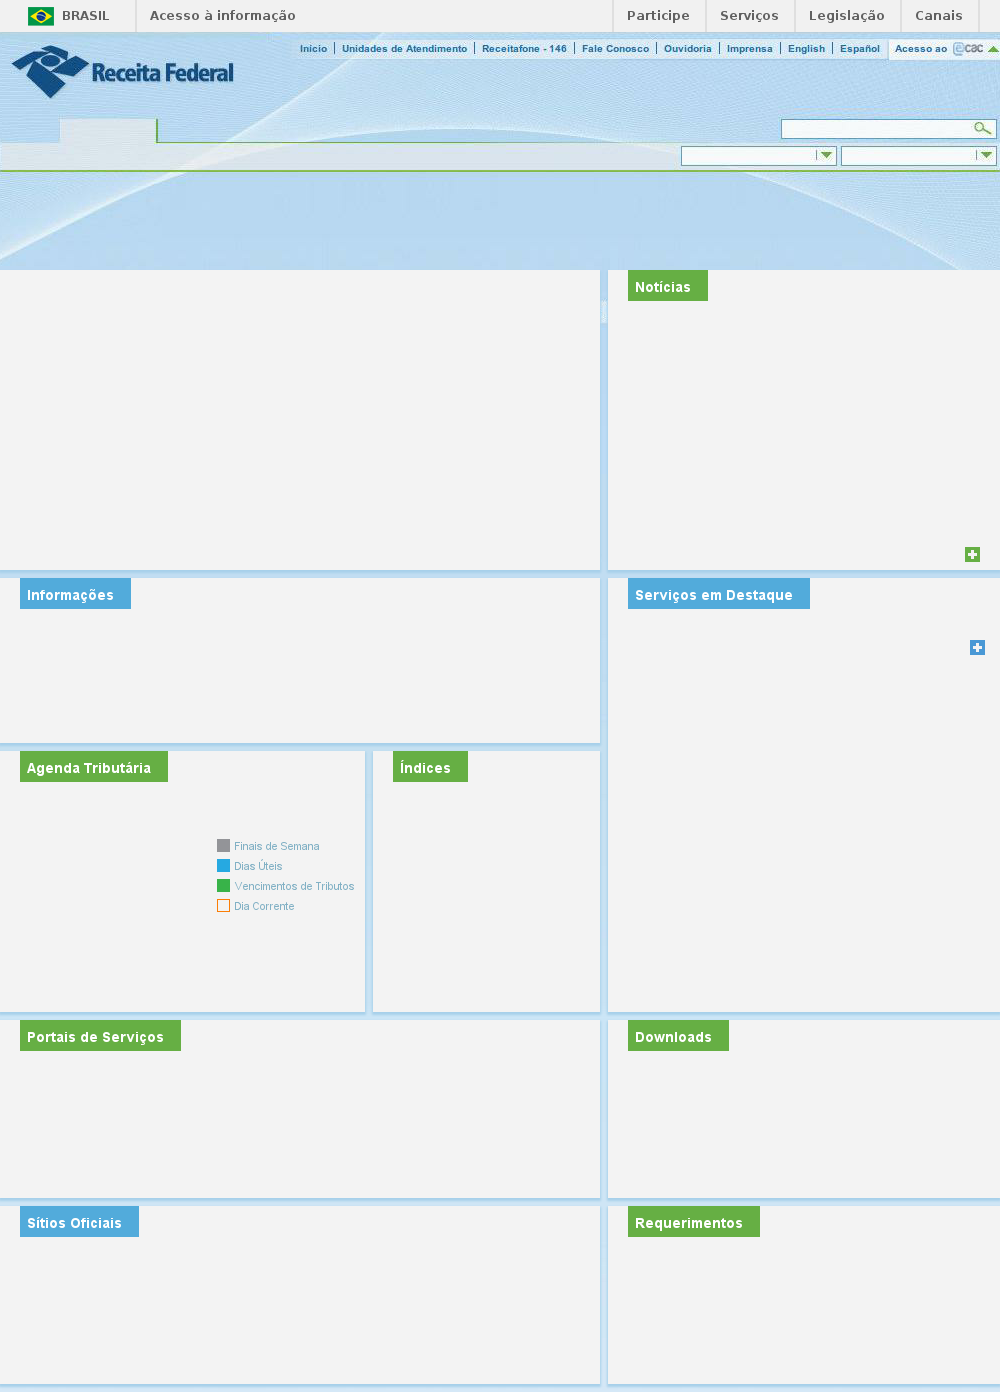 BRASIL Acesso à informação Participe Serviços Legislação Canais
Início Unidades de Atendimento Receitafone - 146 Fale Conosco Ouvidoria Imprensa English Español Acesso ao ecac
Receita Federal
Notícias
Informações Serviços em Destaque
Agenda Tributária Índices
Finais de Semana
Dias Úteis
Vencimentos de Tributos
Dia Corrente
Portais de Serviços Downloads
Sítios Oficiais Requerimentos